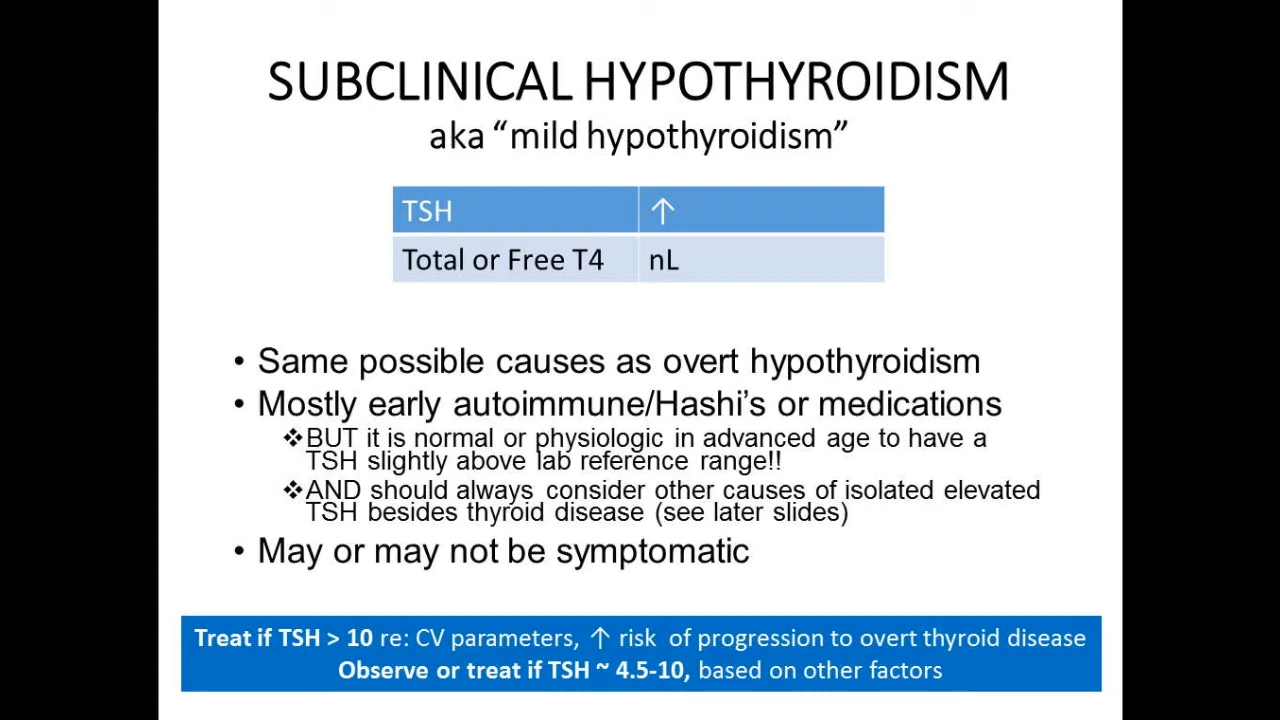 SUBCLINICAL HYPOTHYROIDISM
aka “mild hypothyroidism”
TSH ↑
Total or Free T4 nL
• Same possible causes as overt hypothyroidism
• Mostly early autoimmune/Hashi’s or medications
❖BUT it is normal or physiologic in advanced age to have a
TSH slightly above lab reference range!!
❖AND should always consider other causes of isolated elevated
TSH besides thyroid disease (see later slides)
• May or may not be symptomatic
Treat if TSH > 10 re: CV parameters, ↑ risk of progression to overt thyroid disease
Observe or treat if TSH ~ 4.5-10, based on other factors